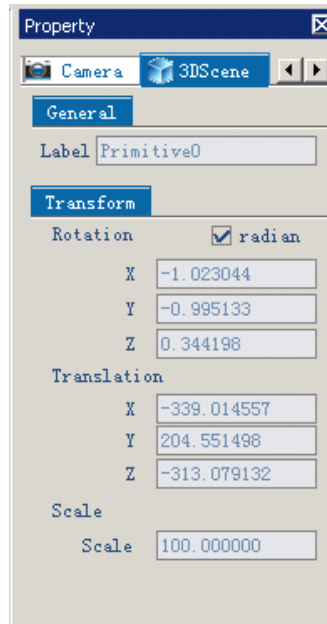 Property
Camera 3DScene
General
Label Primitive0
Transform
Rotation radian
X -1.023044
Y -0.995133
Z 0.344198
Translation
X -339.014557
Y 204.551498
Z -313.079132
Scale
Scale 100.000000